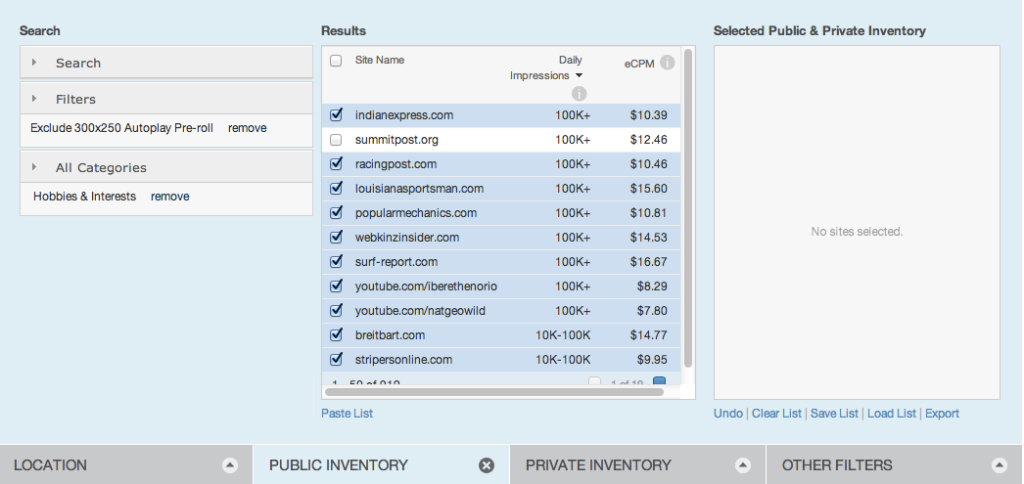 Search
Search
Filters
Exclude 300x250 Autoplay Pre-roll remove
All Categories
Hobbies & Interests remove
Results
Site Name Daily Impressions eCPM
indianexpress.com 100K+ $10.39
summitpost.org 100K+ $12.46
racingpost.com 100K+ $10.46
louisianasportsman.com 100K+ $15.60
popularmechanics.com 100K+ $10.81
webkinzinsider.com 100K+ $14.53
surf-report.com 100K+ $16.67
youtube.com/iberethenorio 100K+ $8.29
youtube.com/natgeowild 100K+ $7.80
breitbart.com 10K-100K $14.77
stripersonline.com 10K-100K $9.95
Paste List
Selected Public & Private Inventory
No sites selected.
Undo | Clear List | Save List | Load List | Export
LOCATION PUBLIC INVENTORY PRIVATE INVENTORY OTHER FILTERS